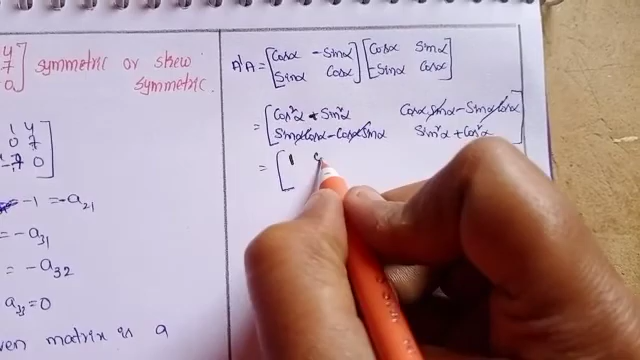 4
7
0] symmetric or skew
symmetric.
1 4
0 7
-7 0]
-1 = -a21
= -a31
= -a32
a33 = 0
ven matrix is a
A'A = [Cosα -Sinα
Sinα Cosα] [Cosα Sinα
-Sinα Cosα]
= [Cos²α + Sin²α Cosα Sinα - Sinα Cosα
Sinα Cosα - Cosα Sinα Sin²α + Cos²α
= [1